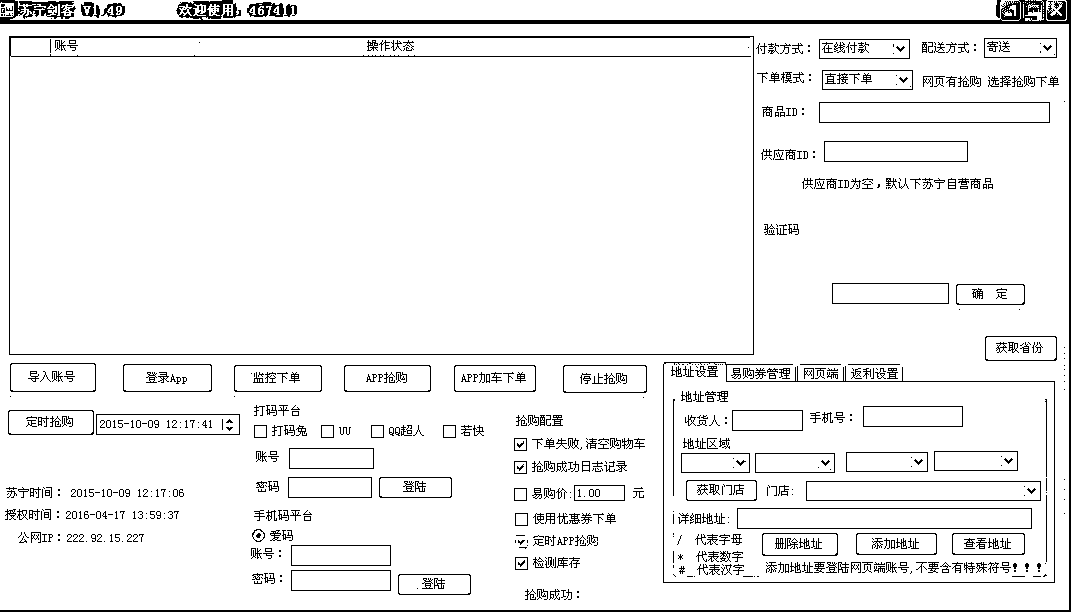 苏宁剑客 V1.49 欢迎使用: 467411
账号 操作状态
付款方式： 在线付款 配送方式： 寄送
下单模式： 直接下单 网页有抢购 选择抢购下单
商品ID：
供应商ID：
供应商ID为空，默认下苏宁自营商品
验证码
确 定
获取省份
导入账号 登录App 监控下单 APP抢购 APP加车下单 停止抢购
定时抢购 2015-10-09 12:17:41
苏宁时间： 2015-10-09 12:17:06
授权时间：2016-04-17 13:59:37
公网IP：222.92.15.227
打码平台
打码兔 UU QQ超人 若快
账号
密码 登陆
手机码平台
爱码
账号：
密码： 登陆
抢购配置
下单失败,清空购物车
抢购成功日志记录
易购价: 1.00 元
使用优惠券下单
定时APP抢购
检测库存
抢购成功：
地址设置 易购券管理 网页端 返利设置
地址管理
收货人： 手机号：
地址区域
获取门店 门店:
详细地址:
/ 代表字母 删除地址 添加地址 查看地址
* 代表数字
# 代表汉字 添加地址要登陆网页端账号,不要含有特殊符号！！！